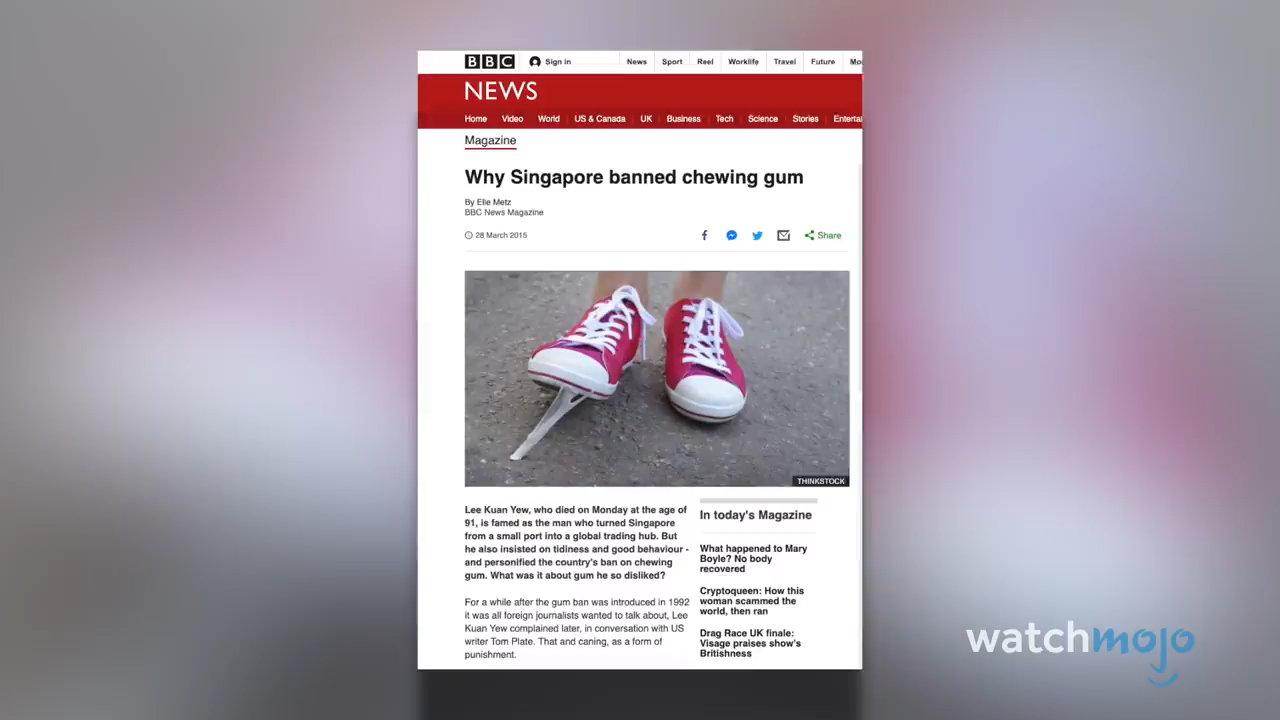 BBC Sign in News Sport Reel Worklife Travel Future Mo
NEWS
Home Video World US & Canada UK Business Tech Science Stories Enterta
Magazine
Why Singapore banned chewing gum
By Elle Metz
BBC News Magazine
28 March 2015
Share
THINKSTOCK
Lee Kuan Yew, who died on Monday at the age of
91, is famed as the man who turned Singapore
from a small port into a global trading hub. But
he also insisted on tidiness and good behaviour -
and personified the country's ban on chewing
gum. What was it about gum he so disliked?
For a while after the gum ban was introduced in 1992
it was all foreign journalists wanted to talk about, Lee
Kuan Yew complained later, in conversation with US
writer Tom Plate. That and caning, as a form of
punishment.
In today's Magazine
What happened to Mary
Boyle? No body
recovered
Cryptoqueen: How this
woman scammed the
world, then ran
Drag Race UK finale:
Visage praises show's
Britishness
watchmojo